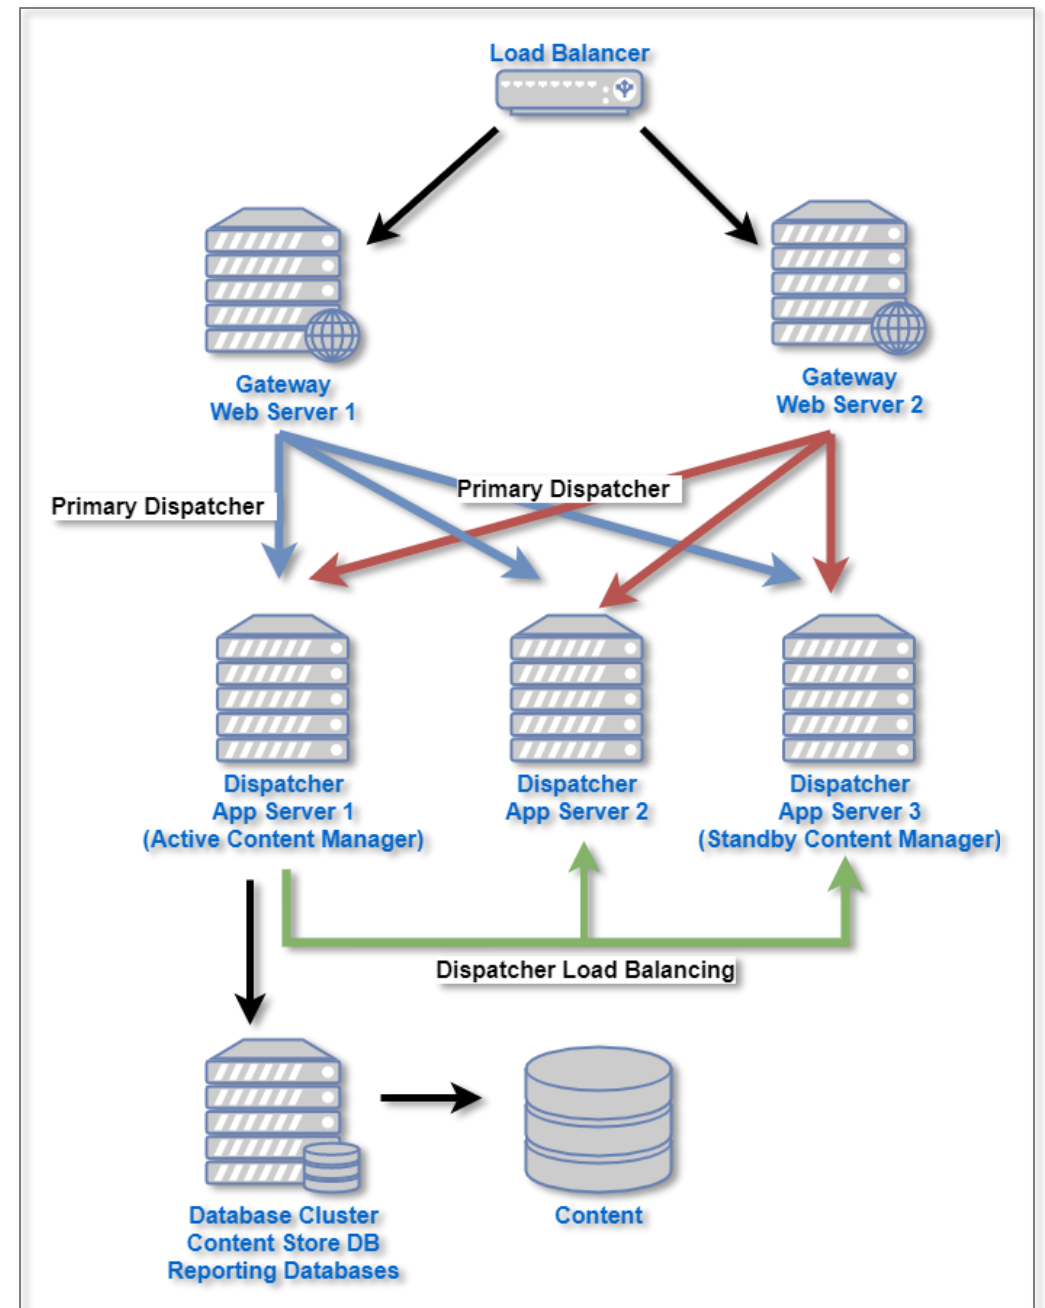 Load Balancer
Gateway
Web Server 1
Gateway
Web Server 2
Primary Dispatcher
Primary Dispatcher
Dispatcher
App Server 1
(Active Content Manager)
Dispatcher
App Server 2
Dispatcher
App Server 3
(Standby Content Manager)
Dispatcher Load Balancing
Database Cluster
Content Store DB
Reporting Databases
Content